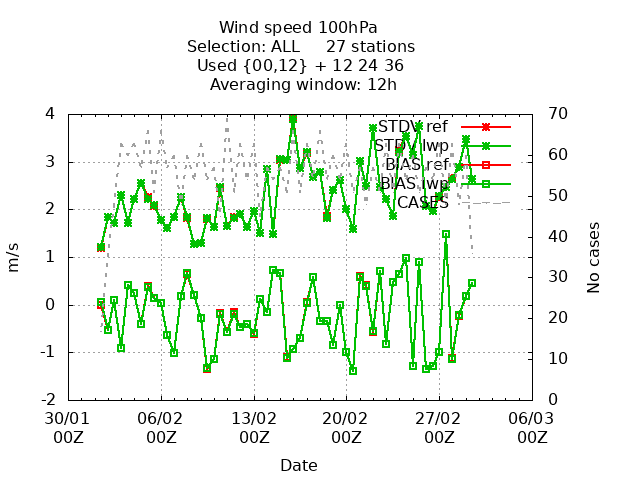 Wind speed 100hPa
Selection: ALL 27 stations
Used {00,12} + 12 24 36
Averaging window: 12h
4
3
2
1
0
-1
-2
m/s
70
60
50
40
30
20
10
0
No cases
STDV ref
STDV lwp
BIAS ref
BIAS lwp
CASES
30/01 06/02 13/02 20/02 27/02 06/03
00Z 00Z 00Z 00Z 00Z 00Z
Date